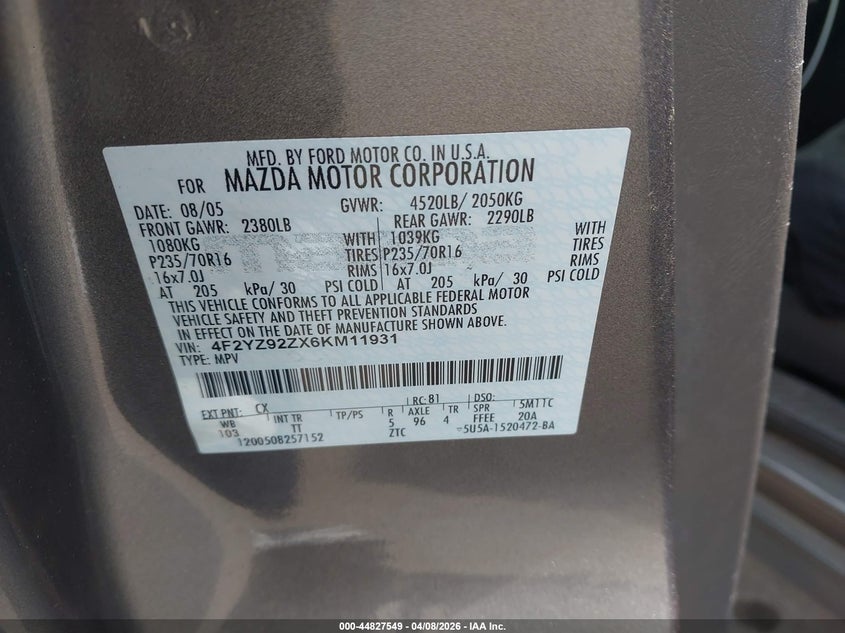 MFD. BY FORD MOTOR CO. IN U.S.A.
FOR MAZDA MOTOR CORPORATION
DATE: 08/05 GVWR: 4520LB/ 2050KG
FRONT GAWR: 2380LB REAR GAWR: 2290LB
1080KG WITH 1039KG WITH
P235/70R16 TIRES P235/70R16 TIRES
16x7.0J RIMS 16x7.0J RIMS
AT 205 kPa/ 30 PSI COLD AT 205 kPa/ 30 PSI COLD
THIS VEHICLE CONFORMS TO ALL APPLICABLE FEDERAL MOTOR
VEHICLE SAFETY AND THEFT PREVENTION STANDARDS
IN EFFECT ON THE DATE OF MANUFACTURE SHOWN ABOVE.
VIN: 4F2YZ92ZX6KM11931
TYPE: MPV
EXT PNT: CX RC: 81 DSO:
WB INT TR TP/PS R AXLE TR SPR 5MTTC
103 TT 5 96 4 FFEE 20A
1200508257152 ZTC 5U5A-1520472-BA
000-44827549 - 04/08/2026 - IAA Inc.